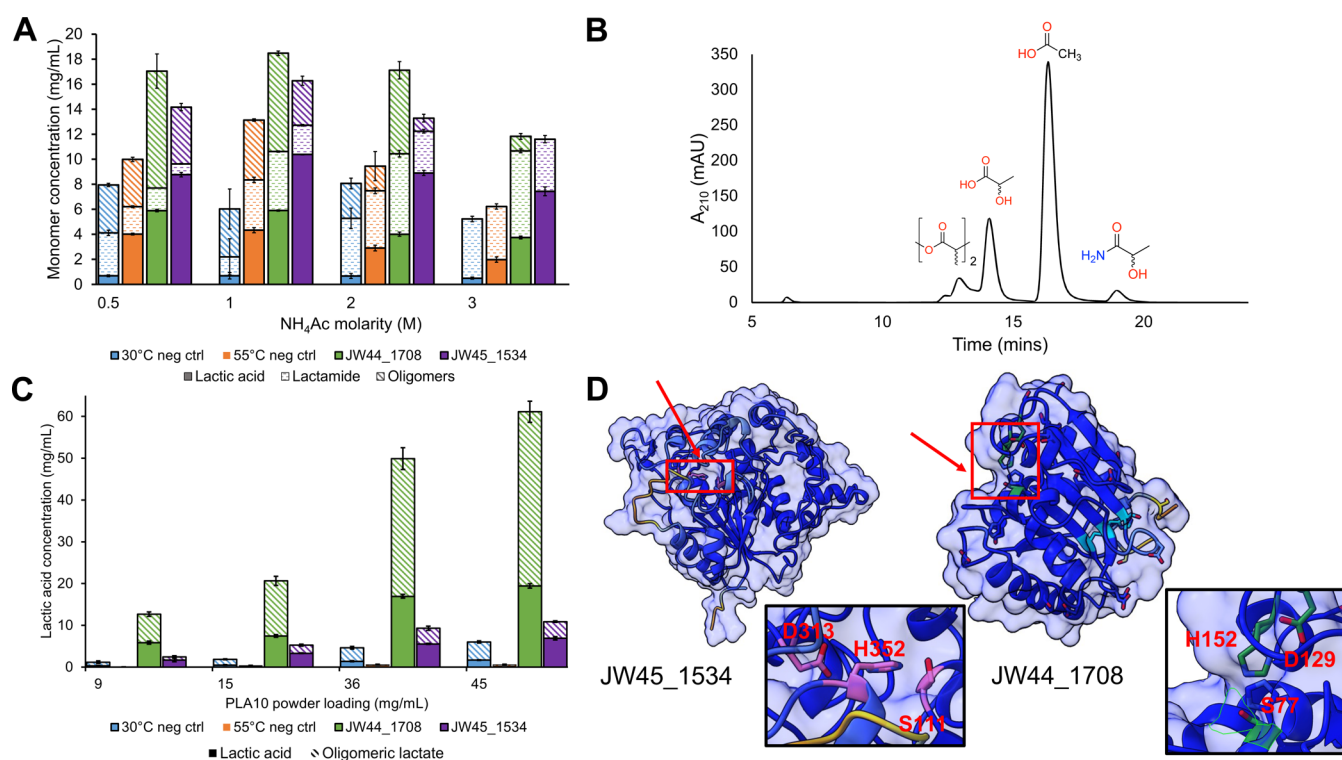 A
Monomer concentration (mg/mL)
20
18
16
14
12
10
8
6
4
2
0
0.5 1 2 3
NH₄Ac molarity (M)
30°C neg ctrl 55°C neg ctrl JW44_1708 JW45_1534
Lactic acid Lactamide Oligomers
B
A₂₁₀ (mAU)
350
300
250
200
150
100
50
0
5 10 15 20
Time (mins)
O
O
2
O
HO
OH
O
HO CH₃
O
H₂N
OH
C
Lactic acid concentration (mg/mL)
60
50
40
30
20
10
0
9 15 36 45
PLA10 powder loading (mg/mL)
30°C neg ctrl 55°C neg ctrl JW44_1708 JW45_1534
Lactic acid Oligomeric lactate
D
JW45_1534
D313
H352
S111
JW44_1708
H152
D129
S77